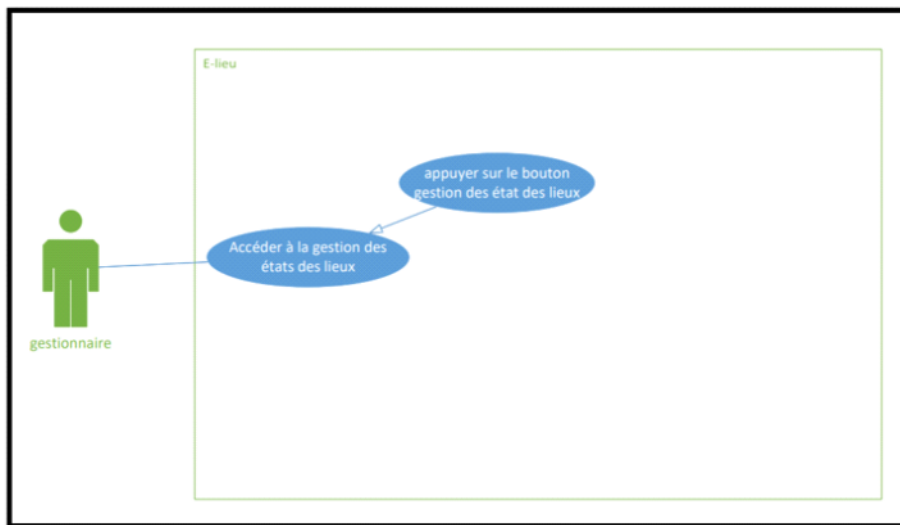 E-lieu
appuyer sur le bouton
gestion des état des lieux
Accéder à la gestion des
états des lieux
gestionnaire